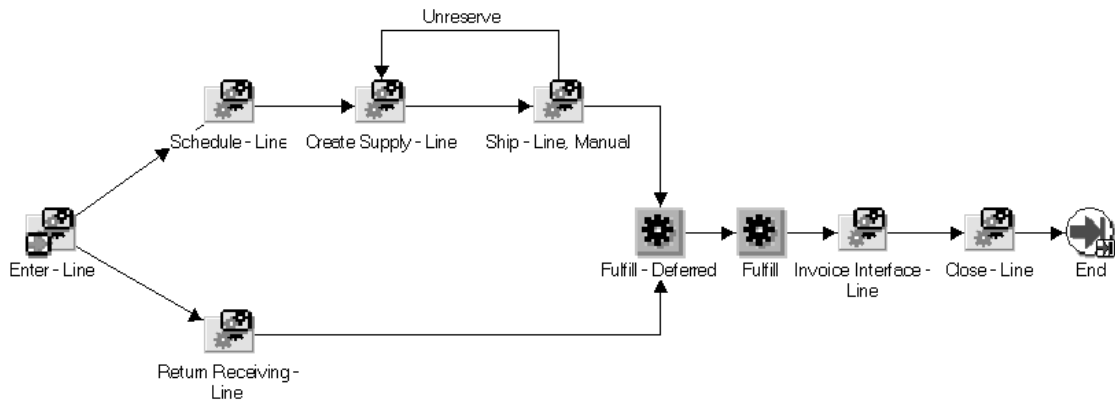 Unreserve
Schedule - Line
Create Supply - Line
Ship - Line, Manual
Enter - Line
Fulfill - Deferred
Fulfill
Invoice Interface -
Line
Close - Line
End
Return Receiving -
Line